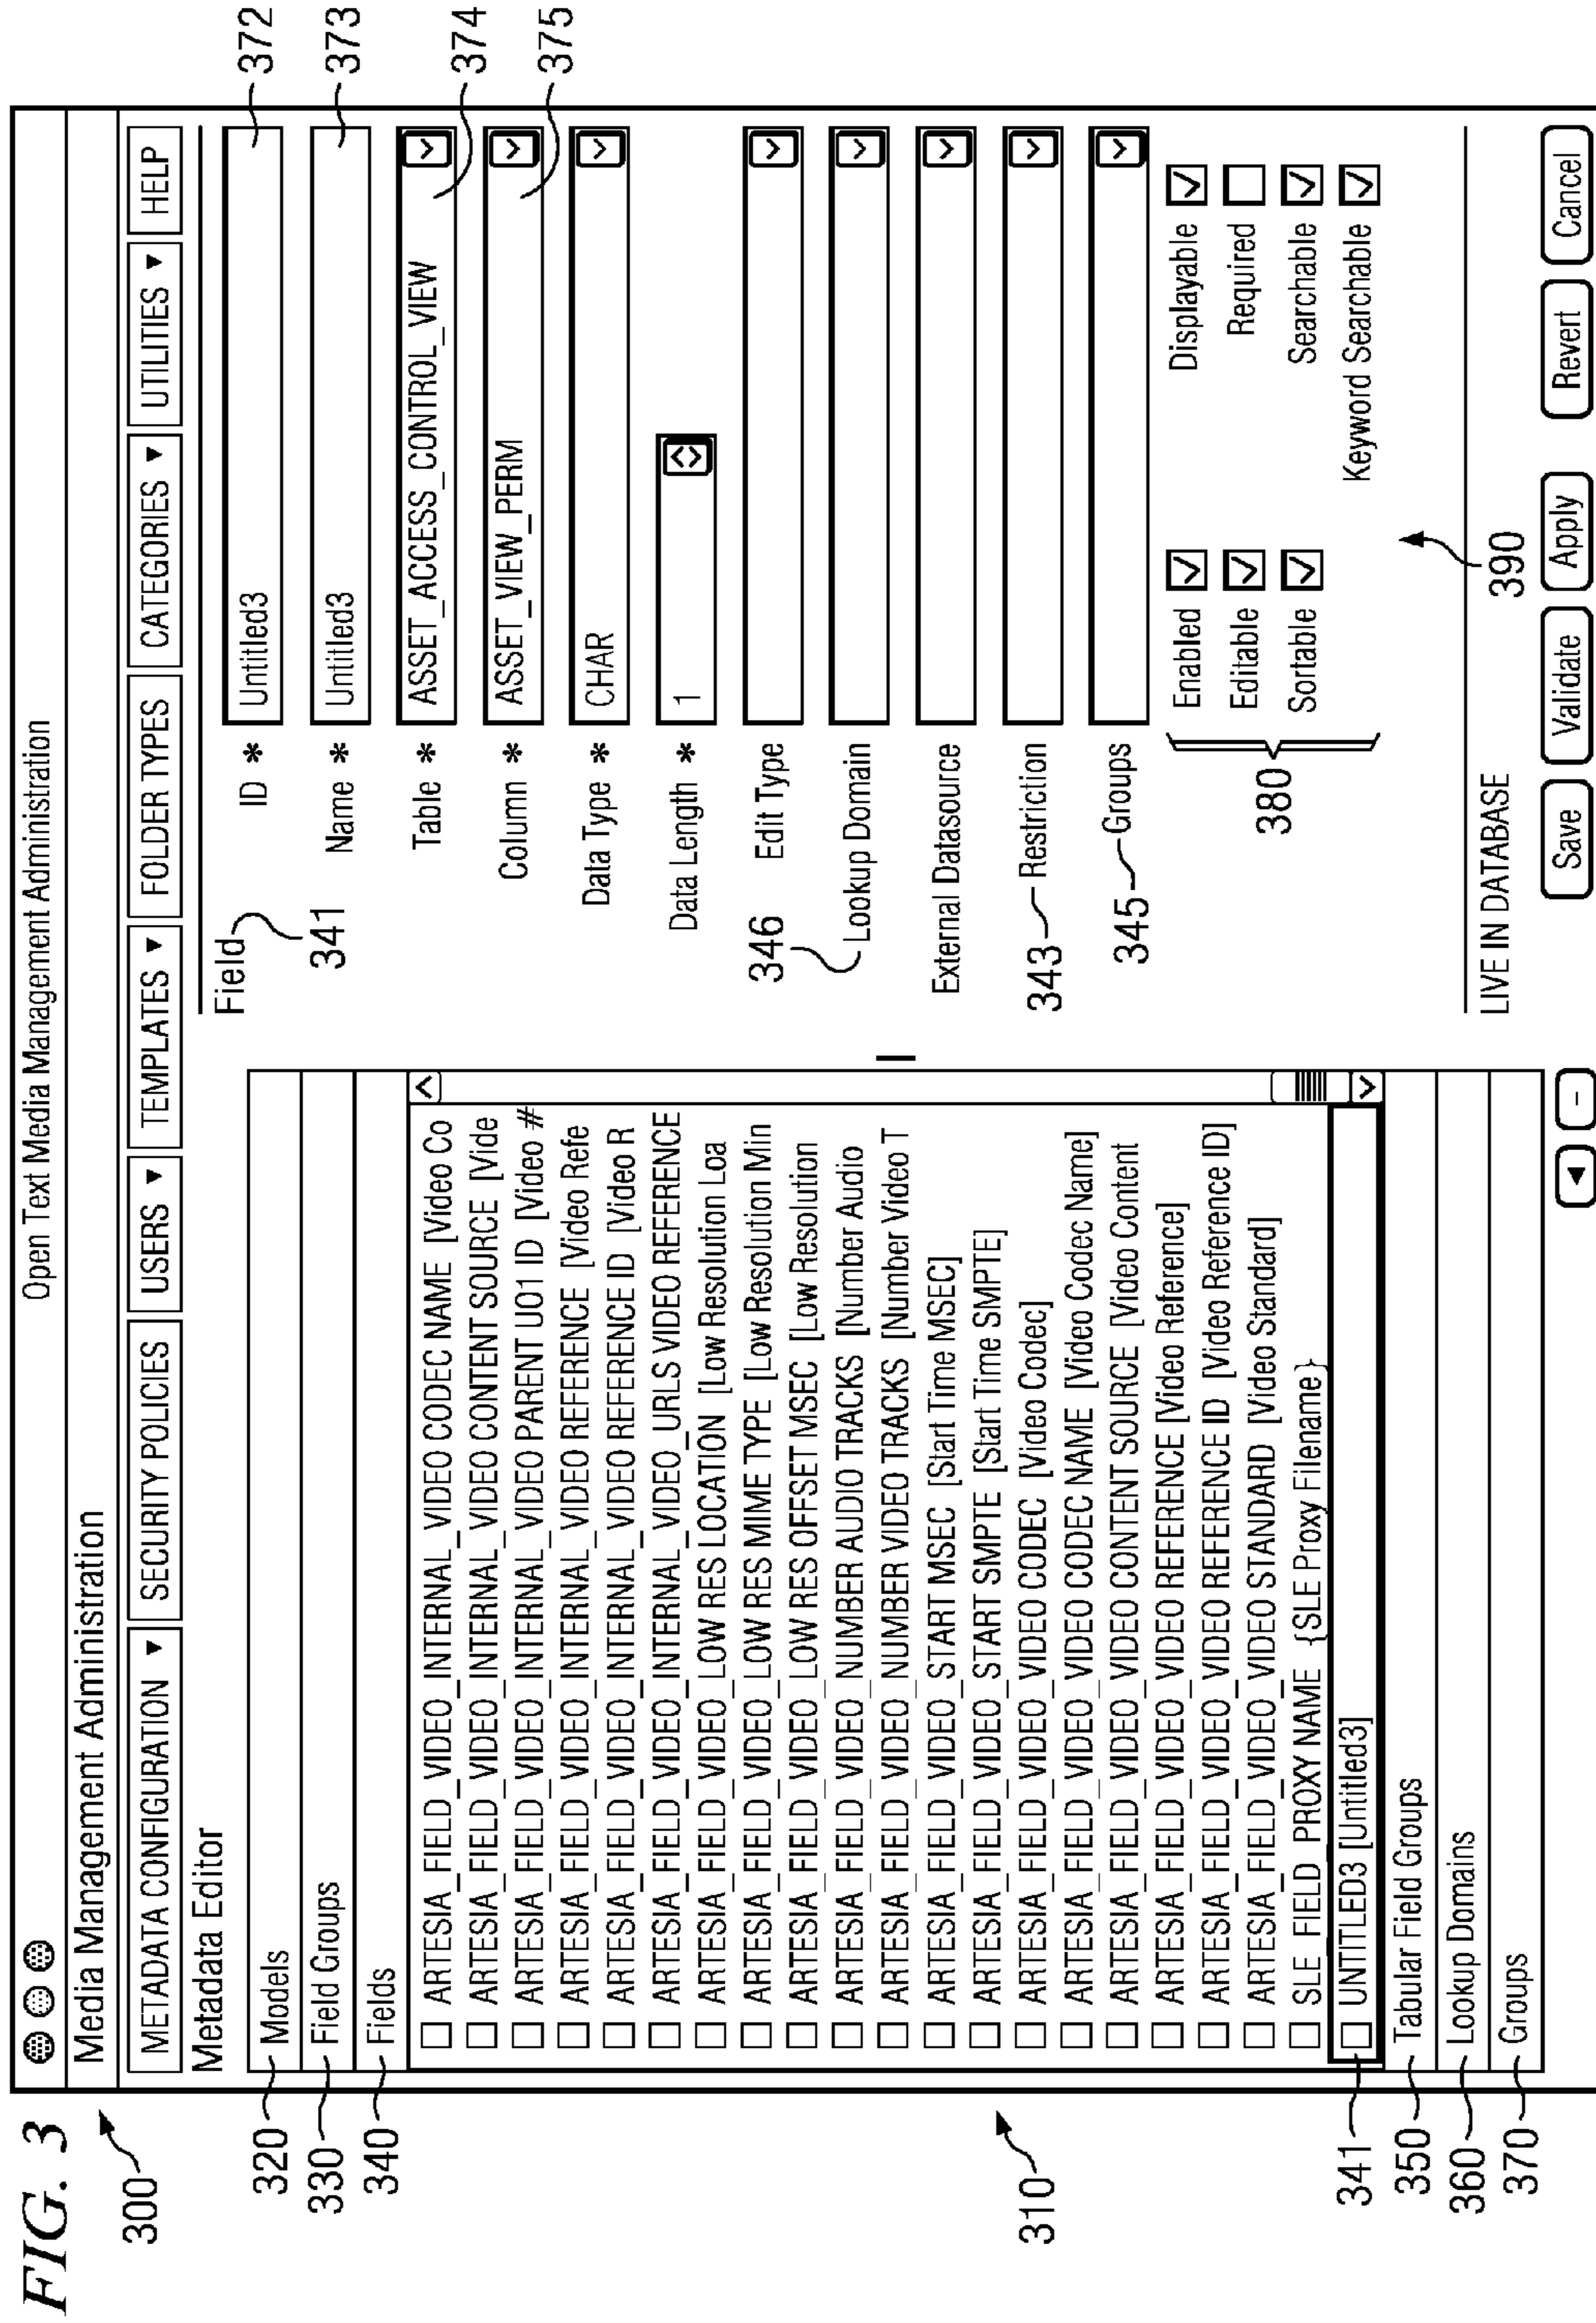 FIG. 3
300
Open Text Media Management Administration
Media Management Administration
METADATA CONFIGURATION ▼ SECURITY POLICIES USERS ▼ TEMPLATES ▼ FOLDER TYPES CATEGORIES ▼ UTILITIES ▼ HELP
Metadata Editor
310
320 Models
330 Field Groups
340 Fields
ARTESIA_FIELD_VIDEO_INTERNAL_VIDEO CODEC NAME [Video Co
ARTESIA_FIELD_VIDEO_INTERNAL_VIDEO CONTENT SOURCE [Vide
ARTESIA_FIELD_VIDEO_INTERNAL_VIDEO PARENT UO1 ID [Video #
ARTESIA_FIELD_VIDEO_INTERNAL_VIDEO REFERENCE [Video Refe
ARTESIA_FIELD_VIDEO_INTERNAL_VIDEO REFERENCE ID [Video R
ARTESIA_FIELD_VIDEO_INTERNAL_VIDEO_URLS VIDEO REFERENCE
ARTESIA_FIELD_VIDEO_LOW RES LOCATION [Low Resolution Loa
ARTESIA_FIELD_VIDEO_LOW RES MIME TYPE [Low Resolution Min
ARTESIA_FIELD_VIDEO_LOW RES OFFSET MSEC [Low Resolution
ARTESIA_FIELD_VIDEO_NUMBER AUDIO TRACKS [Number Audio
ARTESIA_FIELD_VIDEO_NUMBER VIDEO TRACKS [Number Video T
ARTESIA_FIELD_VIDEO_START MSEC [Start Time MSEC]
ARTESIA_FIELD_VIDEO_START SMPTE [Start Time SMPTE]
ARTESIA_FIELD_VIDEO_VIDEO CODEC [Video Codec]
ARTESIA_FIELD_VIDEO_VIDEO CODEC NAME [Video Codec Name]
ARTESIA_FIELD_VIDEO_VIDEO CONTENT SOURCE [Video Content
ARTESIA_FIELD_VIDEO_VIDEO REFERENCE [Video Reference]
ARTESIA_FIELD_VIDEO_VIDEO REFERENCE ID [Video Reference ID]
ARTESIA_FIELD_VIDEO_VIDEO STANDARD [Video Standard]
SLE_FIELD_PROXY NAME {SLE Proxy Filename}
341 UNTITLED3 [Untitled3]
350 Tabular Field Groups
360 Lookup Domains
370 Groups
Field 341
ID * Untitled3 372
Name * Untitled3 373
Table * ASSET_ACCESS_CONTROL_VIEW 374
Column * ASSET_VIEW_PERM 375
Data Type * CHAR
Data Length * 1
Edit Type
346 Lookup Domain
External Datasource
343 Restriction
345 Groups
380
Enabled Displayable
Editable Required
Sortable Searchable
Keyword Searchable
390
LIVE IN DATABASE
Save Validate Apply Revert Cancel